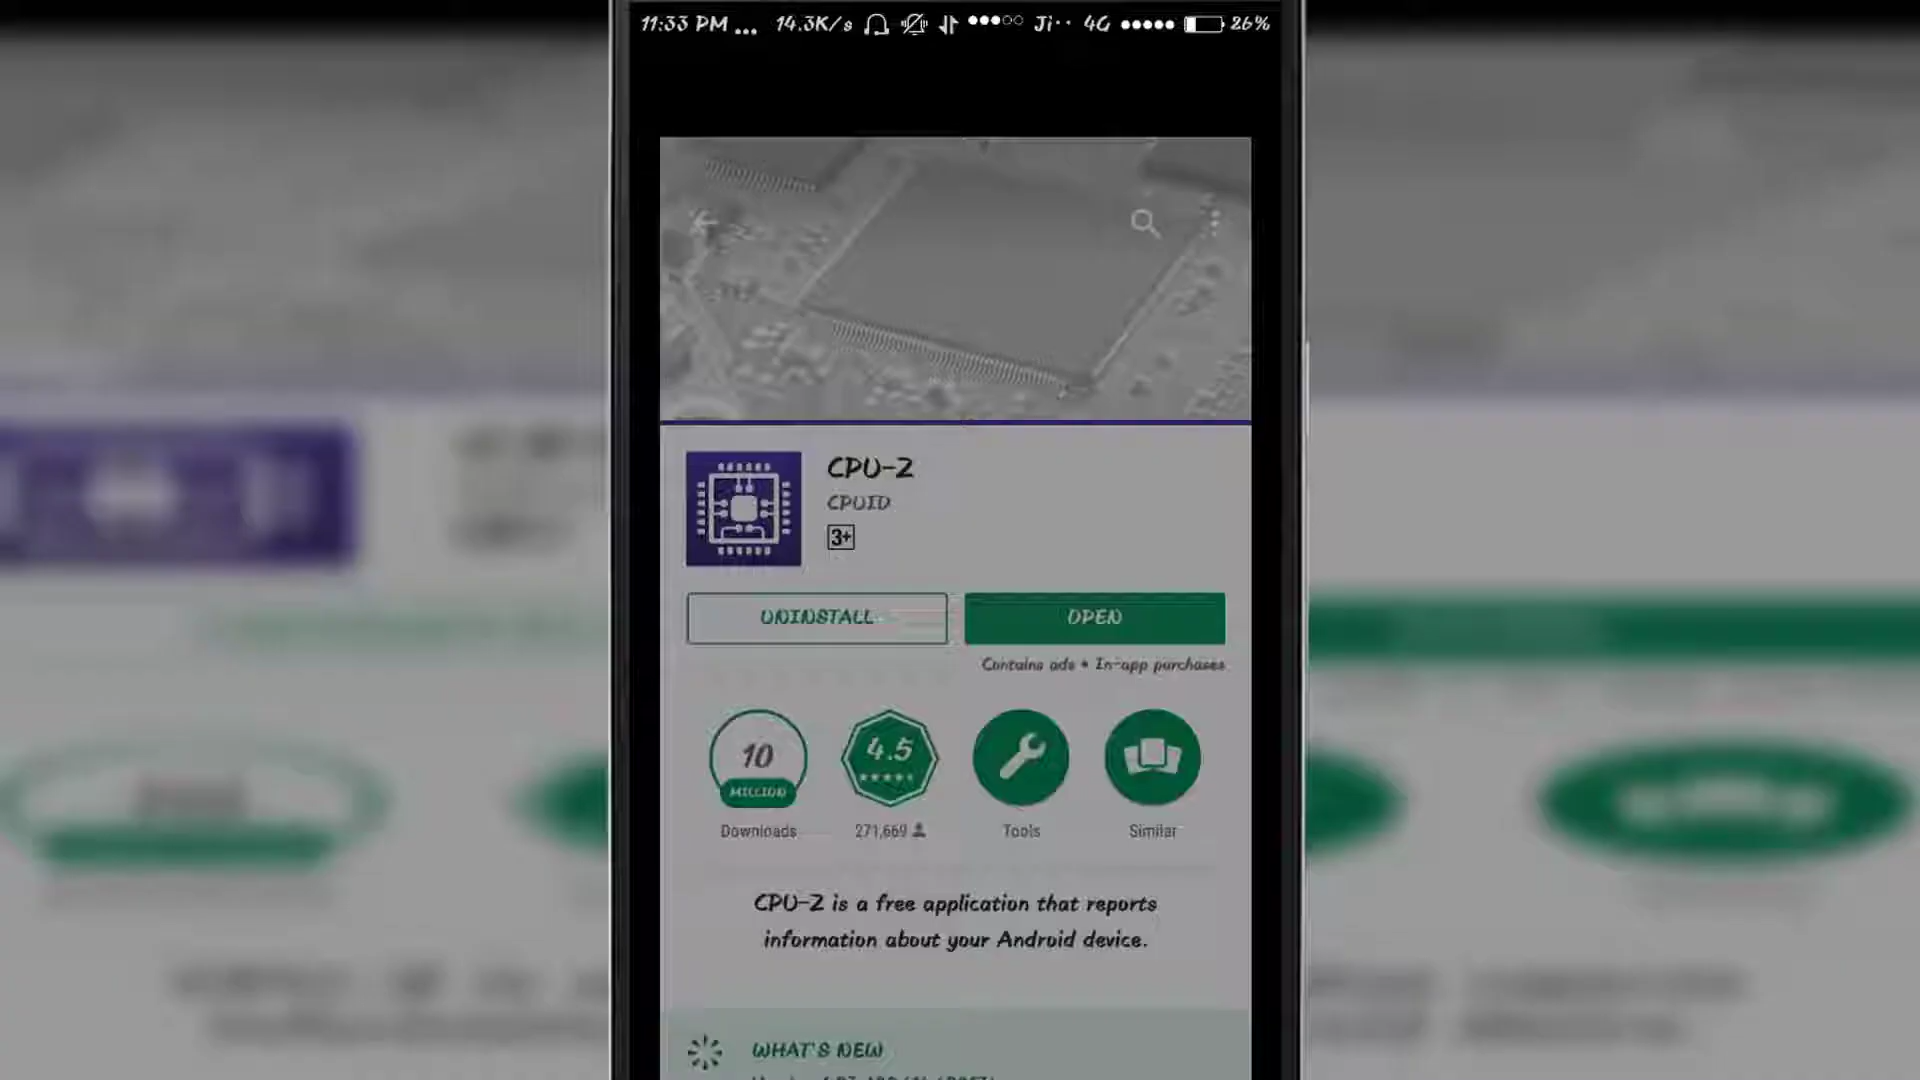 11:33 PM ... 14.3K/s Ji·· 4G 26%
CPU-Z
CPUID
3+
UNINSTALL OPEN
Contains ads • In-app purchases
10 4.5
MILLION
Downloads 271,669 Tools Similar
CPU-Z is a free application that reports
information about your Android device.
WHAT'S NEW